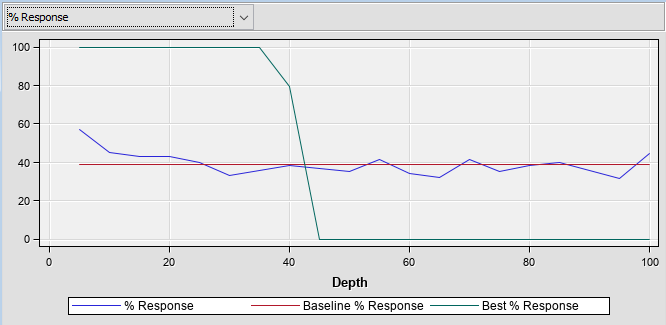 % Response
100
80
60
40
20
0
0 20 40 60 80 100
Depth
% Response Baseline % Response Best % Response